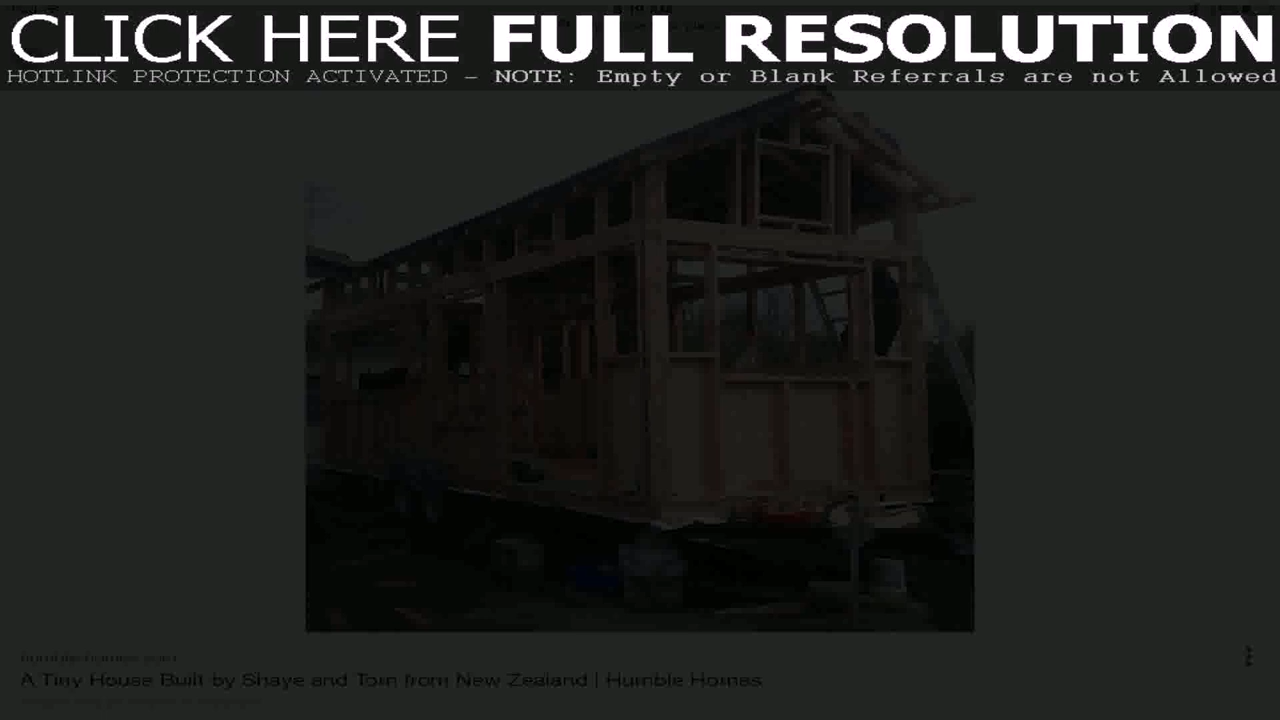 CLICK HERE FULL RESOLUTION
HOTLINK PROTECTION ACTIVATED – NOTE: Empty or Blank Referrals are not Allowed
A Tiny House Built by Shaye and Tom from New Zealand | Humble Homes